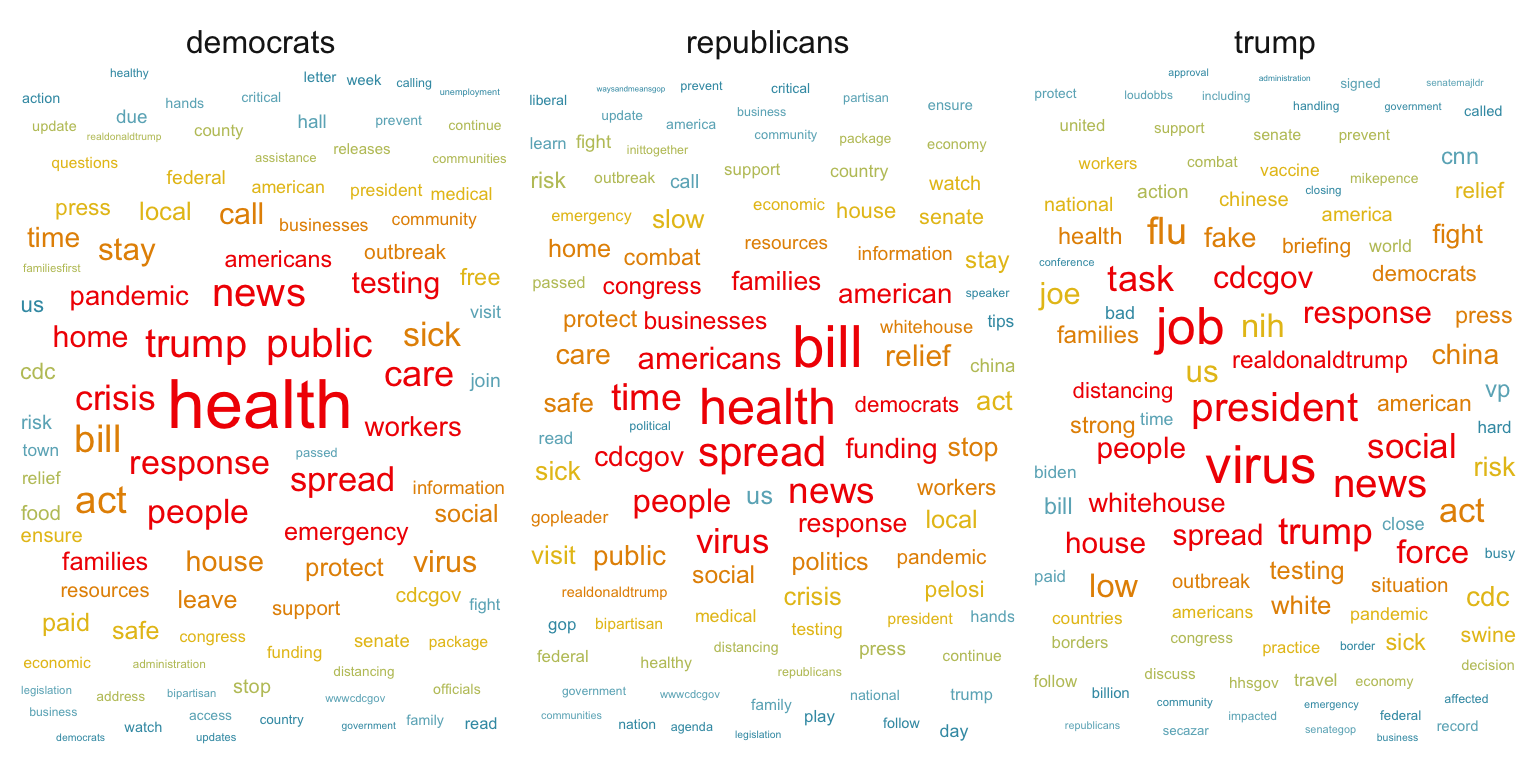 democrats
healthy
letter week calling unemployment
action hands critical
due hall prevent
update realdonaldtrump county continue
questions assistance releases communities
federal american president medical
press local call businesses community
time stay americans outbreak
familiesfirst testing free
us pandemic news visit
home trump public sick
cdc care join
crisis health
risk workers
town bill response passed
relief spread information
food act people social
ensure emergency
families house protect virus
resources leave support cdcgov fight
paid safe congress senate package
economic administration funding distancing
legislation address bipartisan stop wwwcdcgov officials
business access country government family read
democrats watch updates
republicans
liberal waysandmeansgop prevent critical partisan ensure
update america business
learn fight inittogether community package economy
risk outbreak call support country watch
emergency slow economic house senate
home combat resources information stay
passed congress families american speaker
protect businesses bill whitehouse tips
care americans relief china
safe time health democrats act
read political
sick cdcgov spread funding stop
people us news workers
gopleader response local
visit public virus politics pandemic
social
realdonaldtrump crisis pelosi
gop bipartisan medical testing president hands
federal healthy distancing press continue
republicans
government wwwcdcgov family national trump
communities nation agenda legislation play follow day
trump
approval administration signed senatemajldr
protect loudobbs including handling government called
united support senate prevent
workers combat vaccine cnn
national action chinese closing mikepence relief
america
health flu fake briefing world fight
conference task cdcgov democrats
joe bad job nih response press
families realdonaldtrump china
us
distancing president american vp
strong time hard
people social
biden virus news risk
bill whitehouse act
house spread trump close force busy
paid low outbreak testing situation
countries americans white pandemic cdc
borders congress practice border sick swine
decision
follow discuss hhsgov travel economy
billion community emergency affected
republicans secazar impacted senategop federal business record